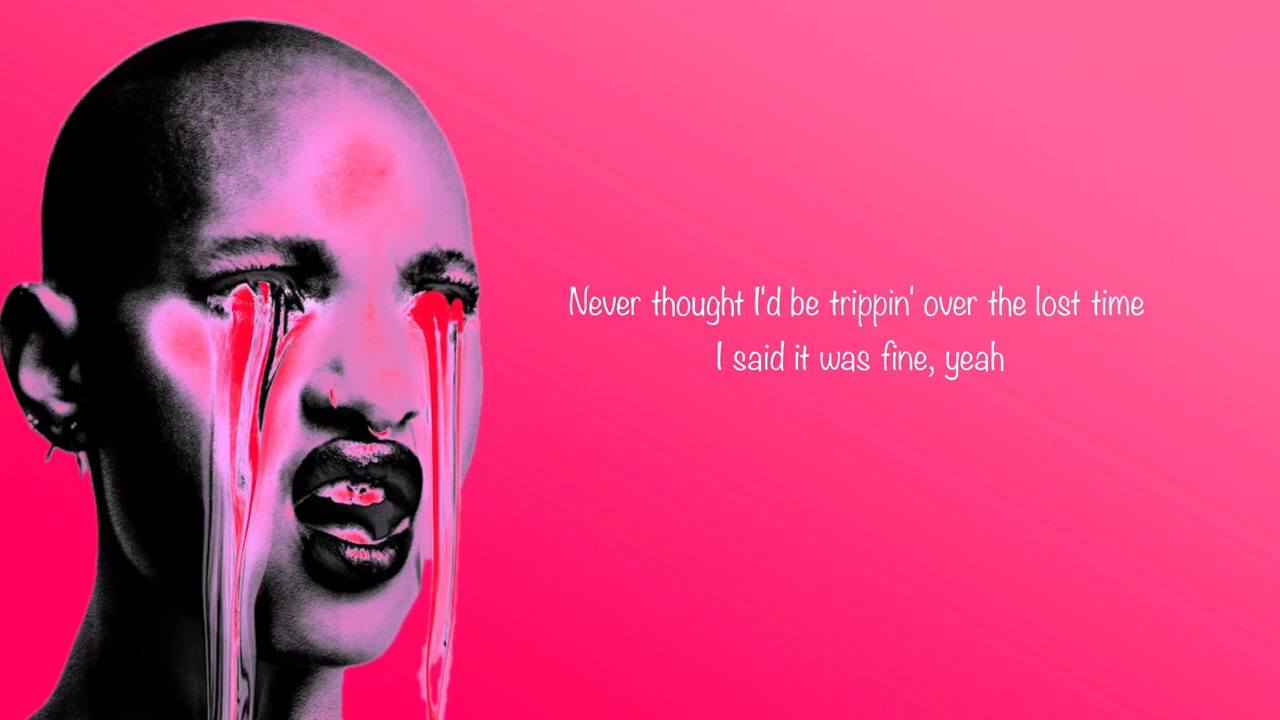 Never thought I'd be trippin' over the lost time
I said it was fine, yeah